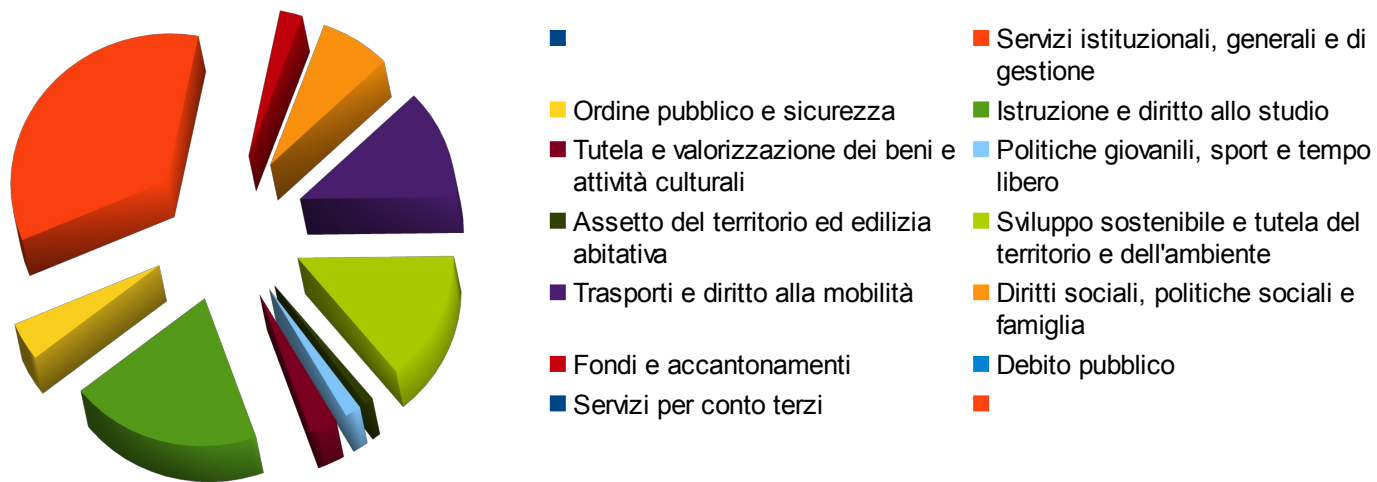 Servizi istituzionali, generali e di
gestione
Ordine pubblico e sicurezza
Istruzione e diritto allo studio
Tutela e valorizzazione dei beni e
attività culturali
Politiche giovanili, sport e tempo
libero
Assetto del territorio ed edilizia
abitativa
Sviluppo sostenibile e tutela del
territorio e dell'ambiente
Trasporti e diritto alla mobilità
Diritti sociali, politiche sociali e
famiglia
Fondi e accantonamenti
Debito pubblico
Servizi per conto terzi